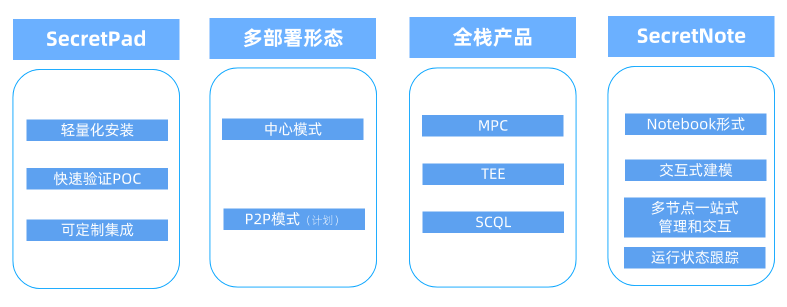 SecretPad
轻量化安装
快速验证POC
可定制集成
多部署形态
中心模式
P2P模式（计划）
全栈产品
MPC
TEE
SCQL
SecretNote
Notebook形式
交互式建模
多节点一站式
管理和交互
运行状态跟踪